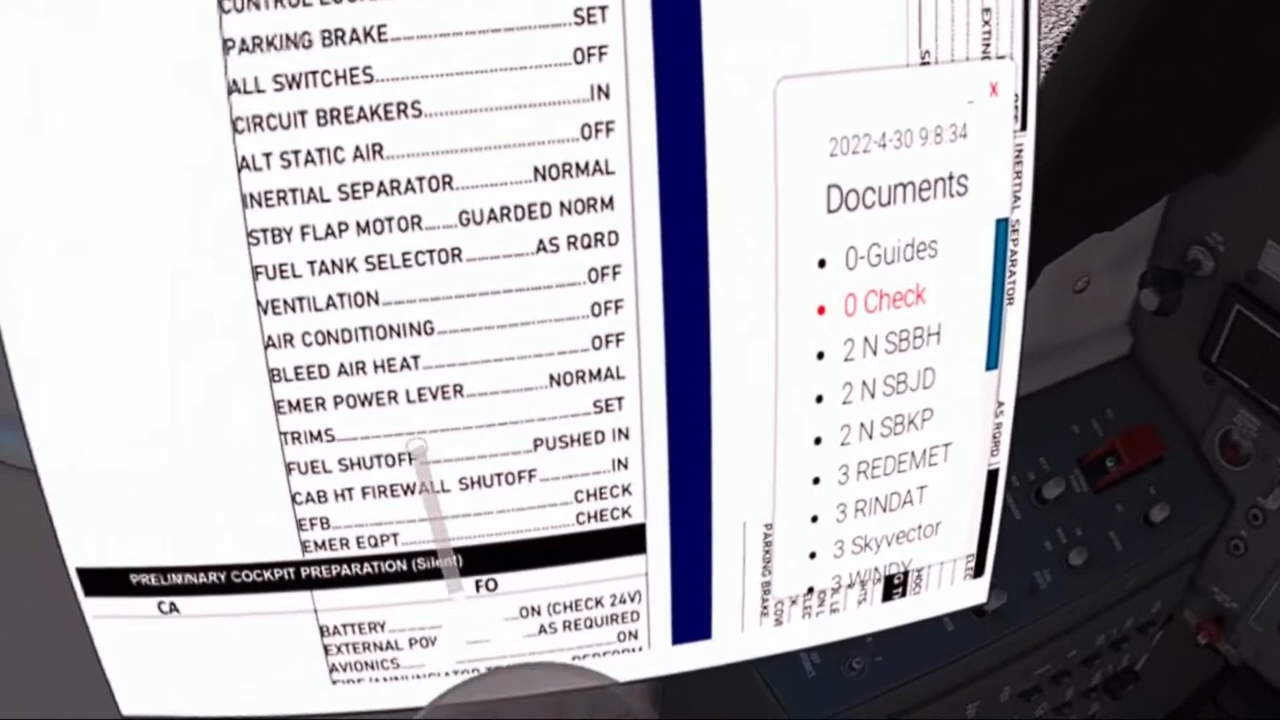 PARKING BRAKE SET
ALL SWITCHES OFF
CIRCUIT BREAKERS IN
ALT STATIC AIR OFF
INERTIAL SEPARATOR NORMAL
STBY FLAP MOTOR GUARDED NORM
FUEL TANK SELECTOR AS RQRD
VENTILATION OFF
AIR CONDITIONING OFF
BLEED AIR HEAT OFF
EMER POWER LEVER NORMAL
TRIMS SET
FUEL SHUTOFF PUSHED IN
CAB HT FIREWALL SHUTOFF IN
EFB CHECK
EMER EQPT CHECK
PRELIMINARY COCKPIT PREPARATION (Silent)
CA FO
BATTERY ON (CHECK 24V)
EXTERNAL AS REQUIRED
AVIONICS ON
X
2022-4-30 9:8:34
Documents
0-Guides
0 Check
2 N SBBH
2 N SBJD
2 N SBKP
3 REDEMET
3 RINDAT
3 Skyvector
3 WINDY
INERTIAL SEPARATOR
AS RQRD
PARKING BRAKE